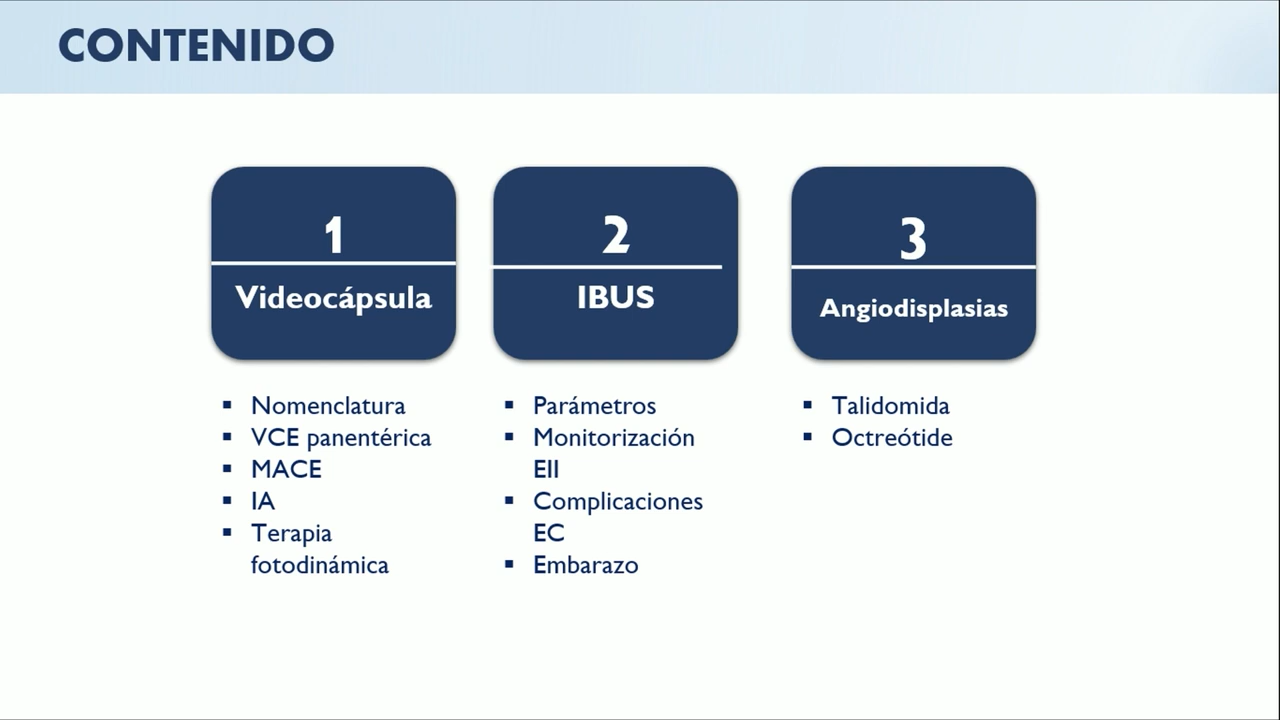 CONTENIDO
1
Videocápsula
▪ Nomenclatura
▪ VCE panentérica
▪ MACE
▪ IA
▪ Terapia
fotodinámica
2
IBUS
▪ Parámetros
▪ Monitorización
EII
▪ Complicaciones
EC
▪ Embarazo
3
Angiodisplasias
▪ Talidomida
▪ Octreótide